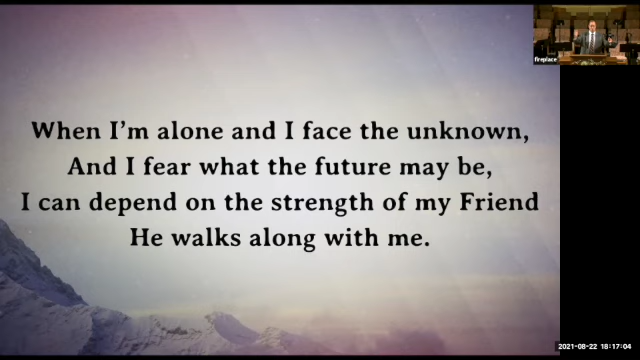 fireplace
When I'm alone and I face the unknown,
And I fear what the future may be,
I can depend on the strength of my Friend
He walks along with me.
2021-08-22 18:17:04